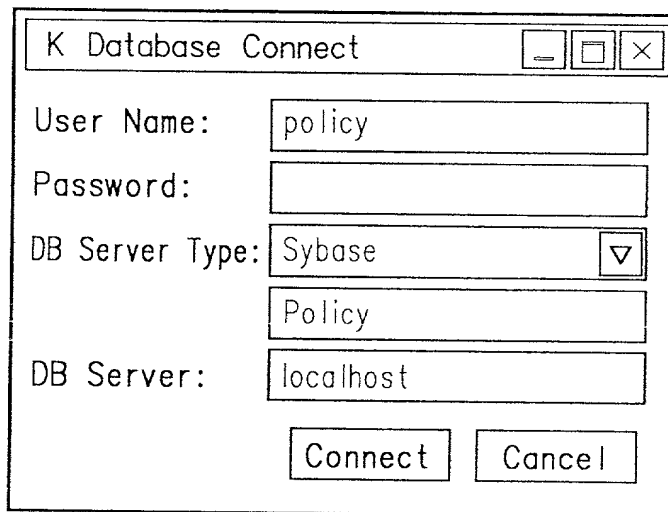 K Database Connect
User Name: policy
Password:
DB Server Type: Sybase
Policy
DB Server: localhost
Connect Cancel